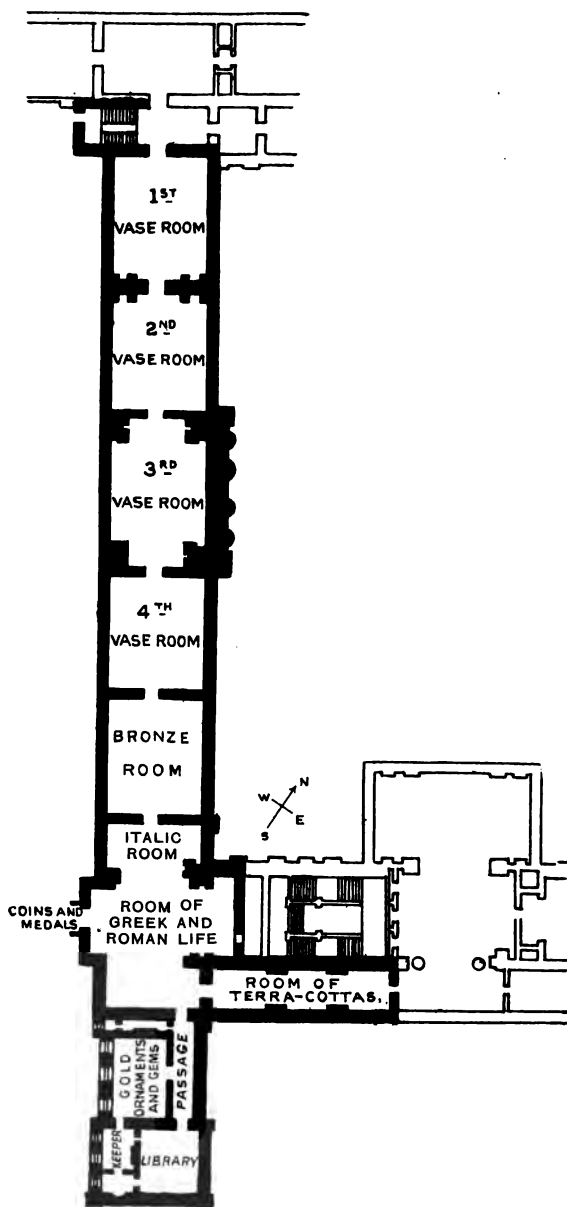 1ST
VASE ROOM
2ND
VASE ROOM
3RD
VASE ROOM
4TH
VASE ROOM
BRONZE
ROOM
N
W
E
S
ITALIC
ROOM
COINS AND
MEDALS
ROOM OF
GREEK AND
ROMAN LIFE
ROOM OF
TERRA-COTTAS,
GOLD
ORNAMENTS
AND GEMS
PASSAGE
KEEPER
LIBRARY